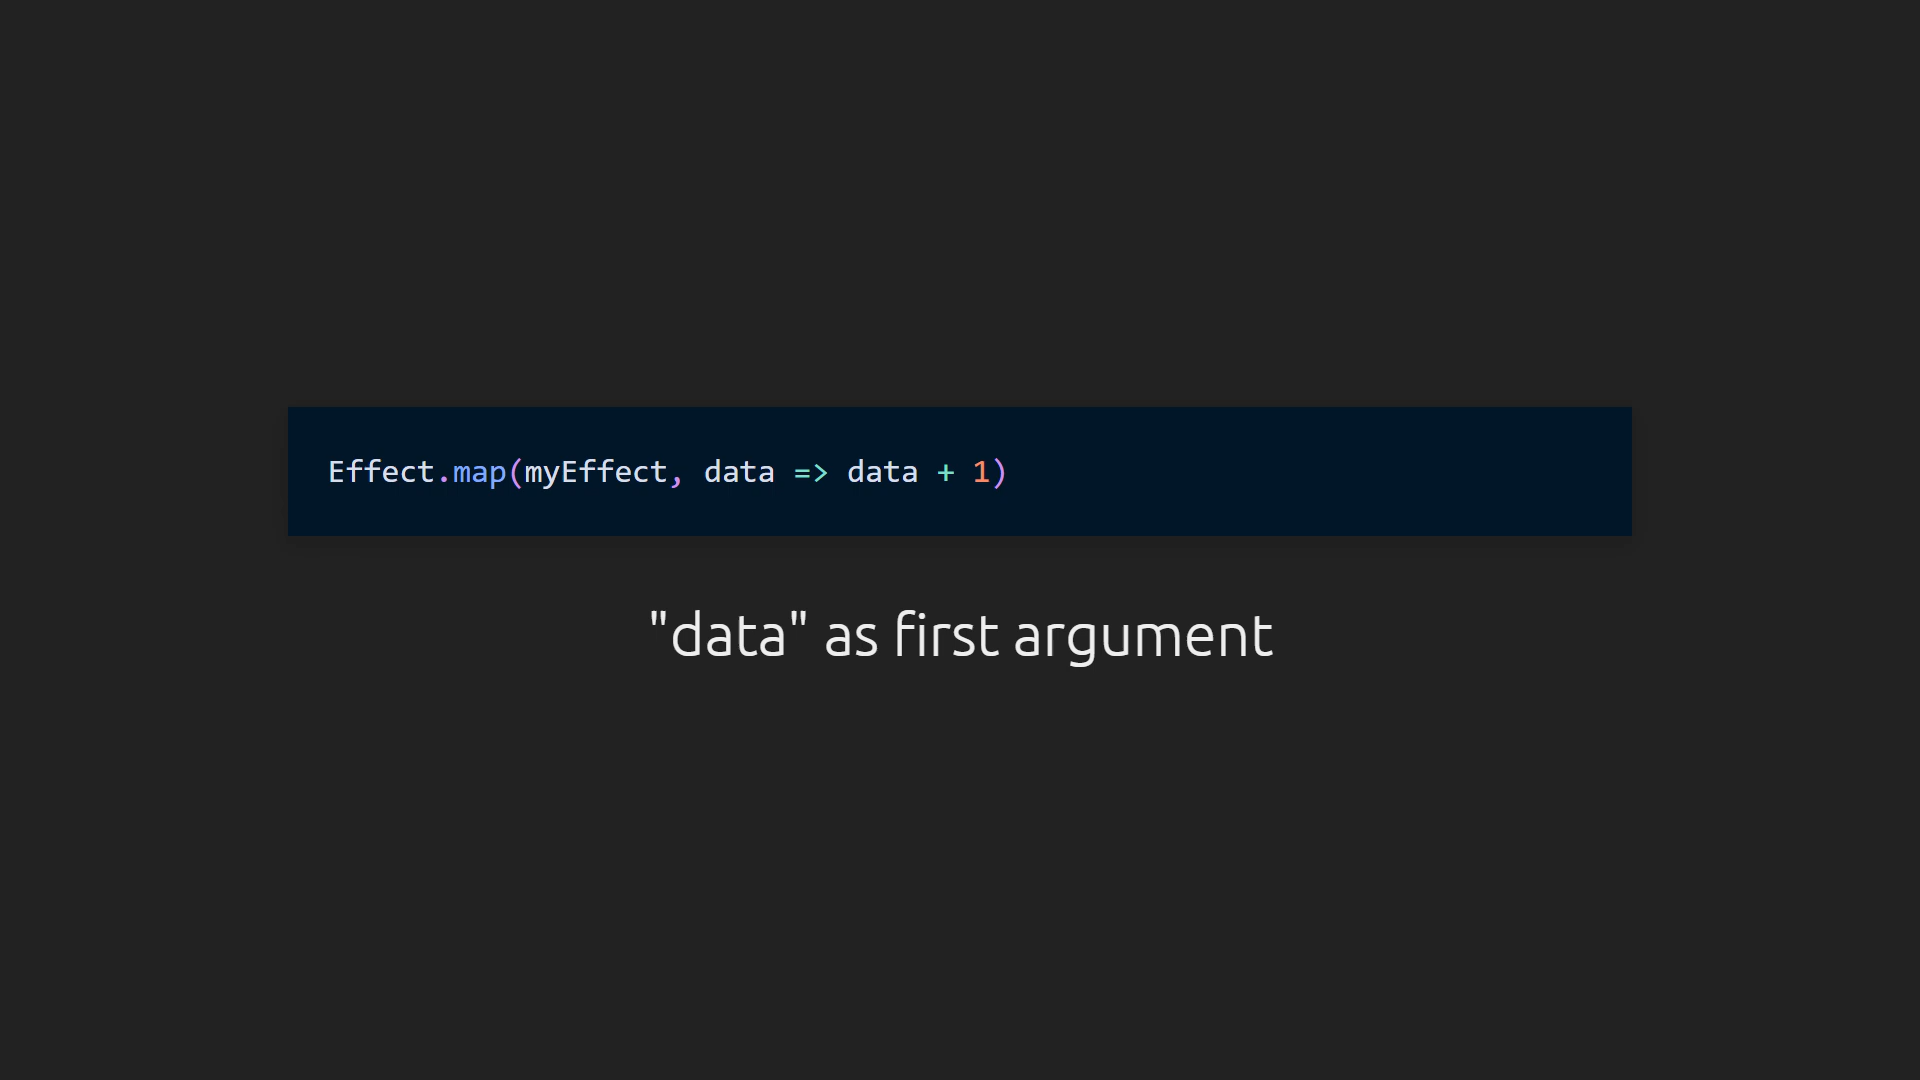 Effect.map(myEffect, data => data + 1)
"data" as first argument